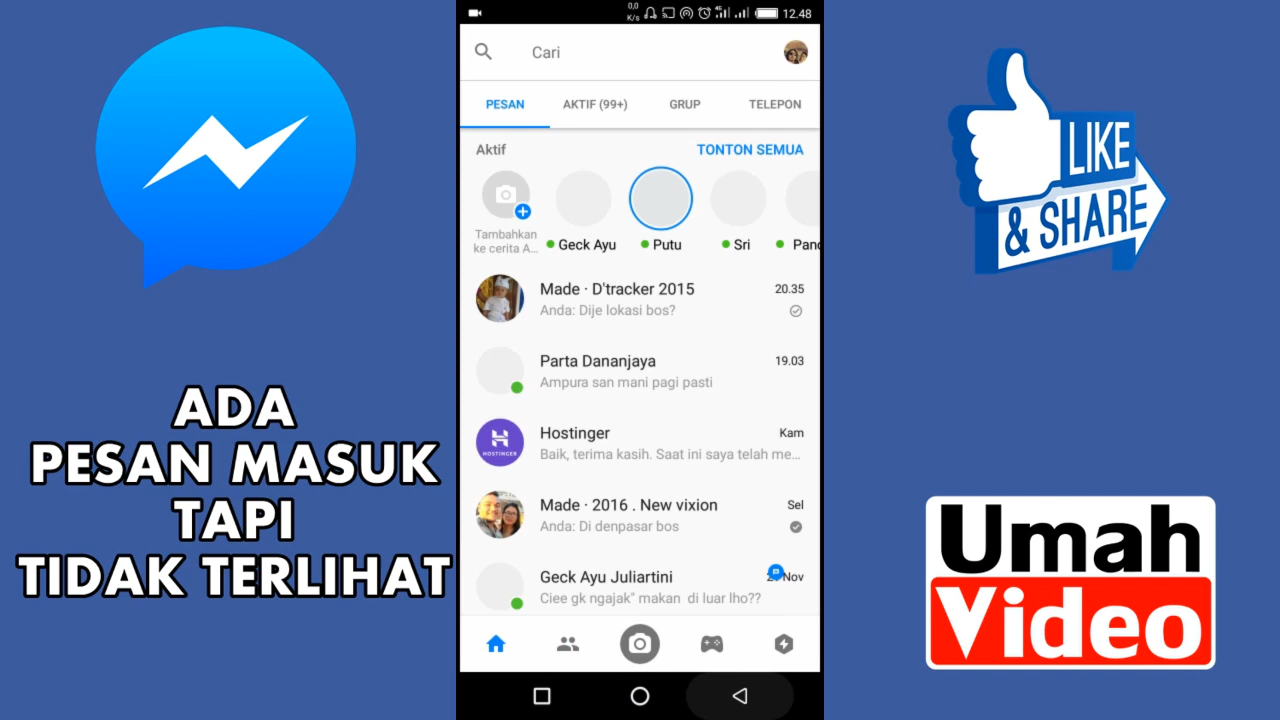 ADA
PESAN MASUK
TAPI
TIDAK TERLIHAT
0,0
K/s
4G
12.48
Cari
PESAN
AKTIF (99+)
GRUP
TELEPON
Aktif
TONTON SEMUA
Tambahkan
ke cerita A...
Geck Ayu
Putu
Sri
Made · D'tracker 2015
20.35
Anda: Dije lokasi bos?
Parta Dananjaya
19.03
Ampura san mani pagi pasti
HOSTINGER
Hostinger
Kam
Baik, terima kasih. Saat ini saya telah me...
Made · 2016 . New vixion
Sel
Anda: Di denpasar bos
Geck Ayu Juliartini
Nov
Ciee gk ngajak" makan di luar lho??
LIKE
& SHARE
Umah
Video